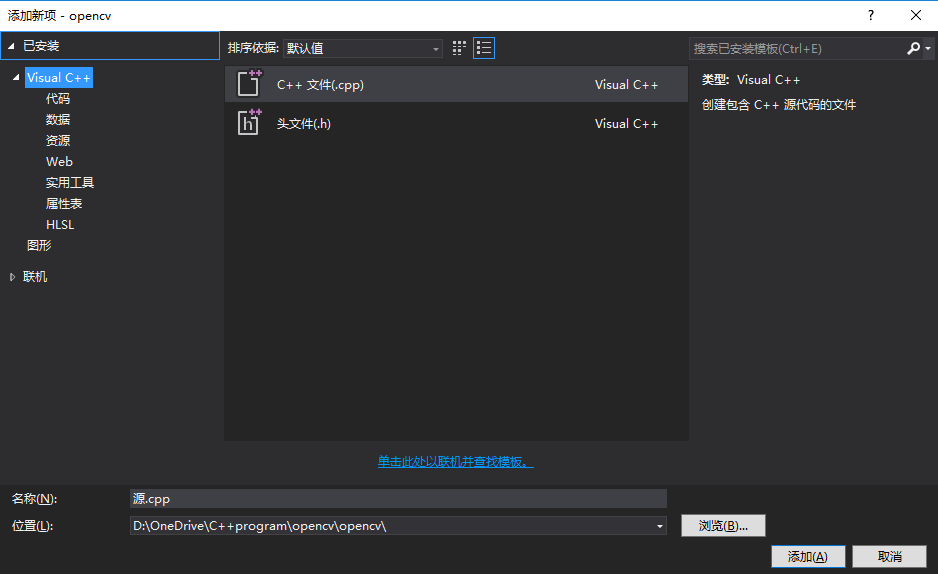 添加新项 - opencv
?
已安装
排序依据: 默认值
搜索已安装模板(Ctrl+E)
Visual C++
代码
数据
资源
Web
实用工具
属性表
HLSL
图形
联机
C++ 文件(.cpp) Visual C++
头文件(.h) Visual C++
类型: Visual C++
创建包含 C++ 源代码的文件
单击此处以联机并查找模板。
名称(N): 源.cpp
位置(L): D:\OneDrive\C++program\opencv\opencv\
浏览(B)...
添加(A) 取消